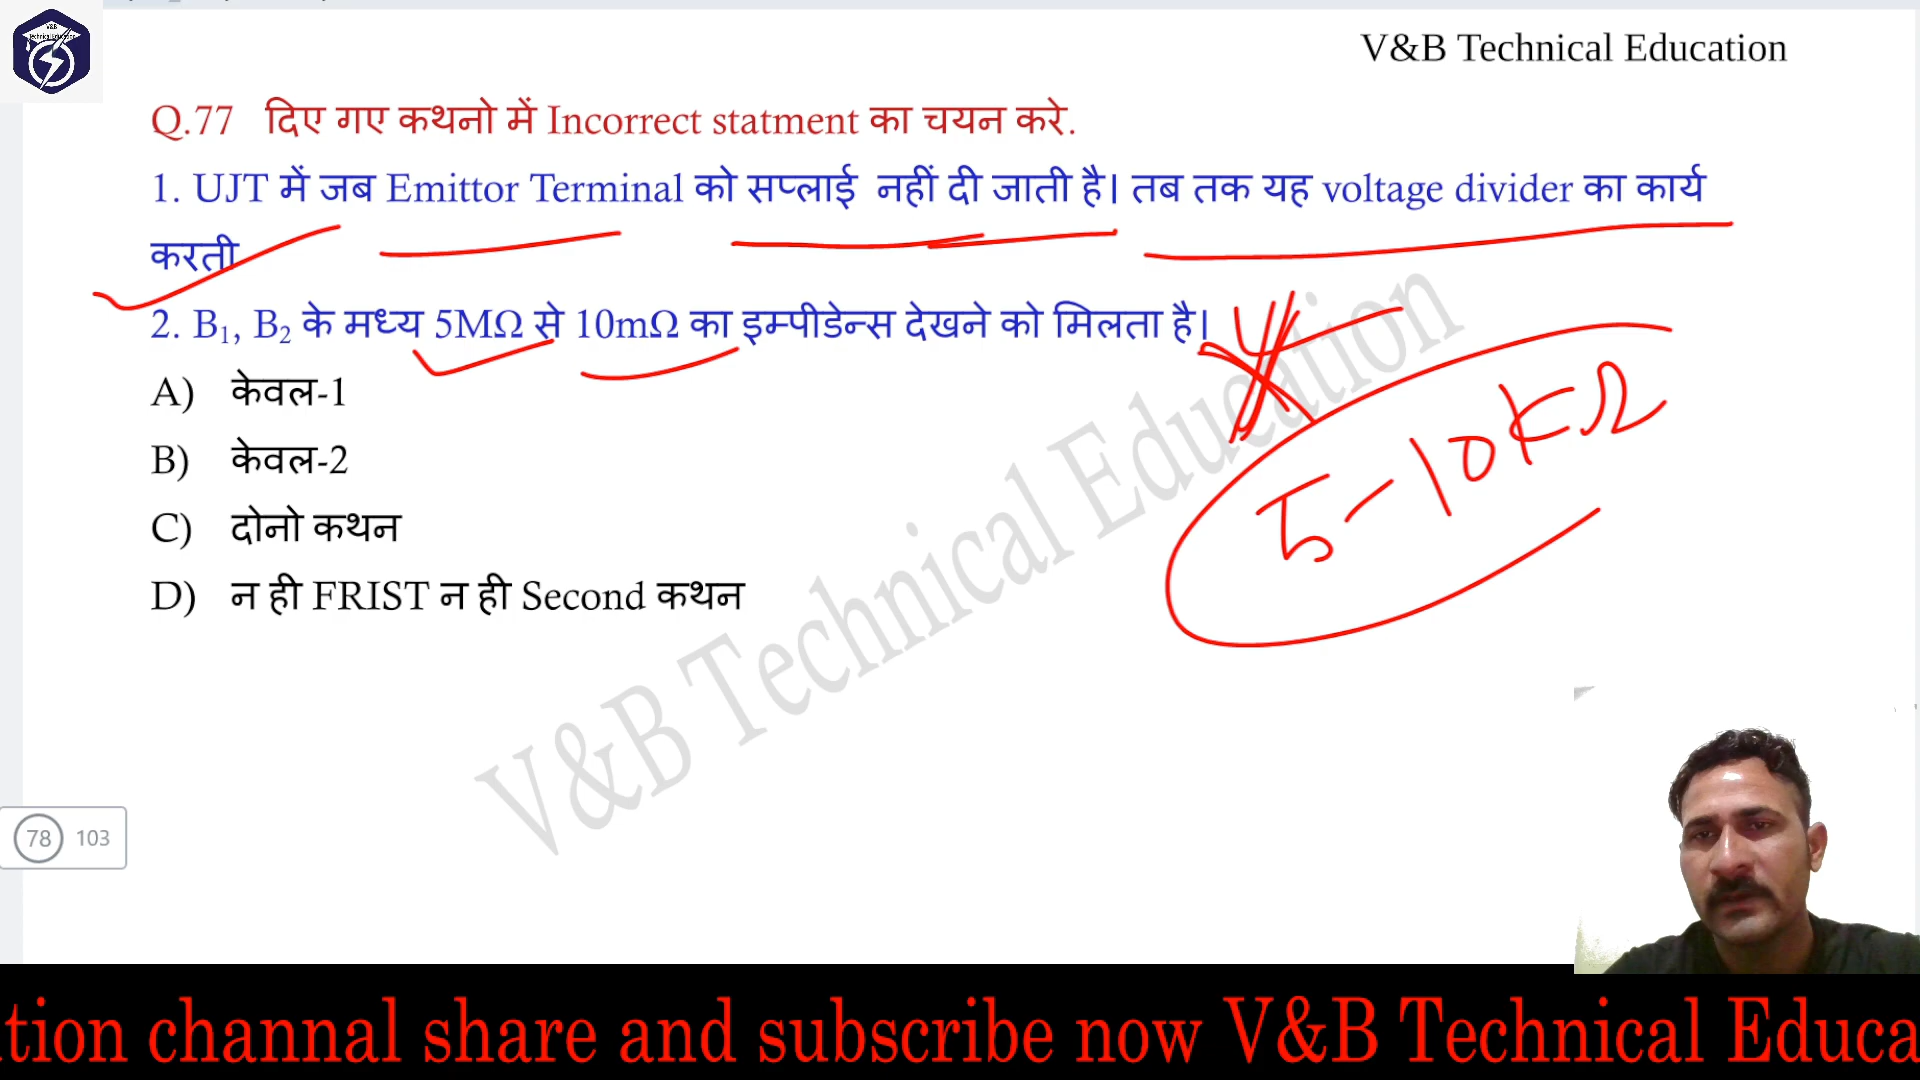 V&B
Technical Education
V&B Technical Education
Q.77 दिए गए कथनो में Incorrect statment का चयन करे.
1. UJT में जब Emittor Terminal को सप्लाई नहीं दी जाती है। तब तक यह voltage divider का कार्य
करती
2. B₁, B₂ के मध्य 5MΩ से 10mΩ का इम्पीडेन्स देखने को मिलता है।
A) केवल-1
5-10KΩ
B) केवल-2
C) दोनो कथन
D) न ही FRIST न ही Second कथन
V&B Technical Education
78 103
tion channal share and subscribe now V&B Technical Educa